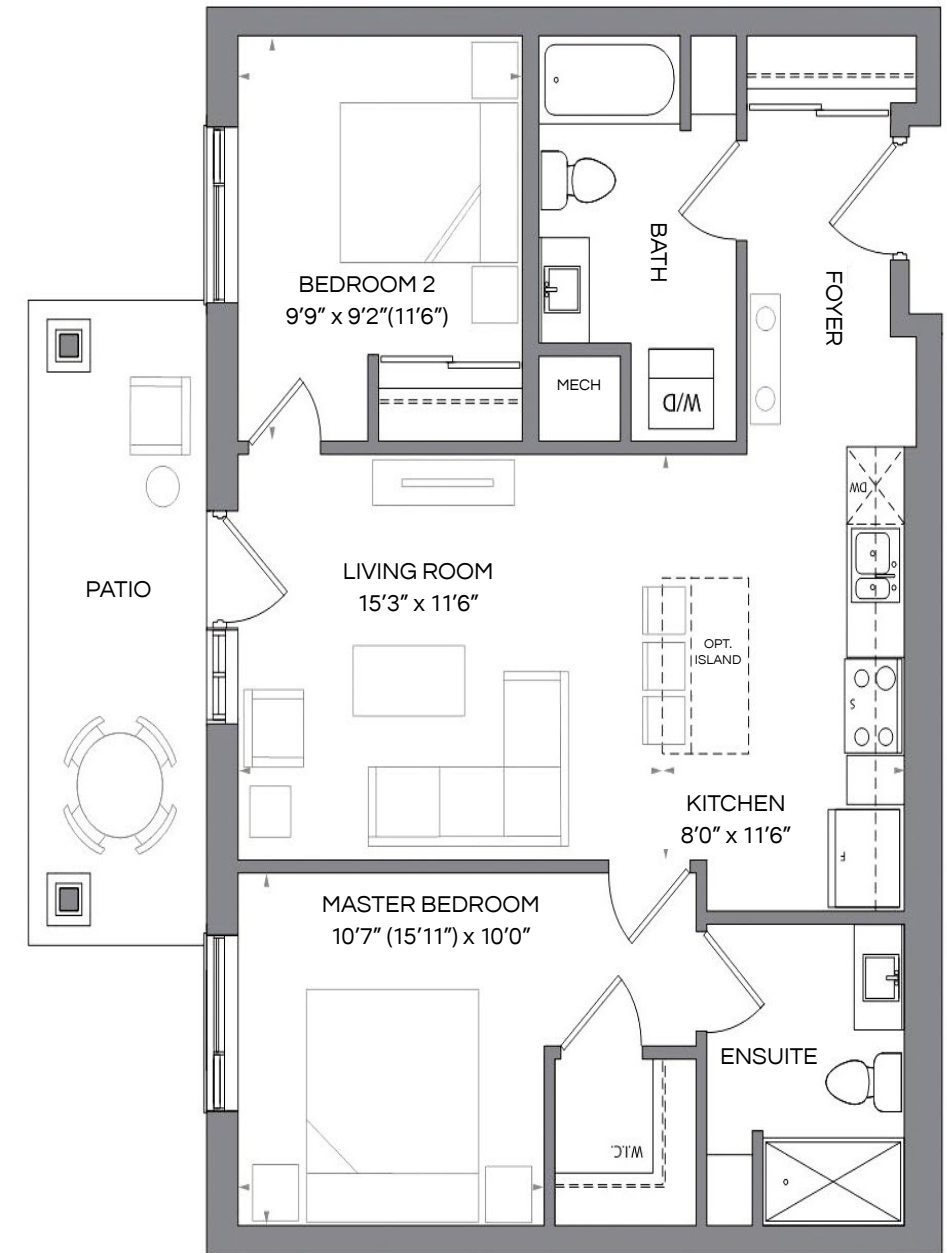 BATH
FOYER
BEDROOM 2
9'9" x 9'2"(11'6")
MECH
W/D
DW
PATIO
LIVING ROOM
15'3" x 11'6"
OPT.
ISLAND
S
KITCHEN
8'0" x 11'6"
F
MASTER BEDROOM
10'7" (15'11") x 10'0"
ENSUITE
W.I.C.